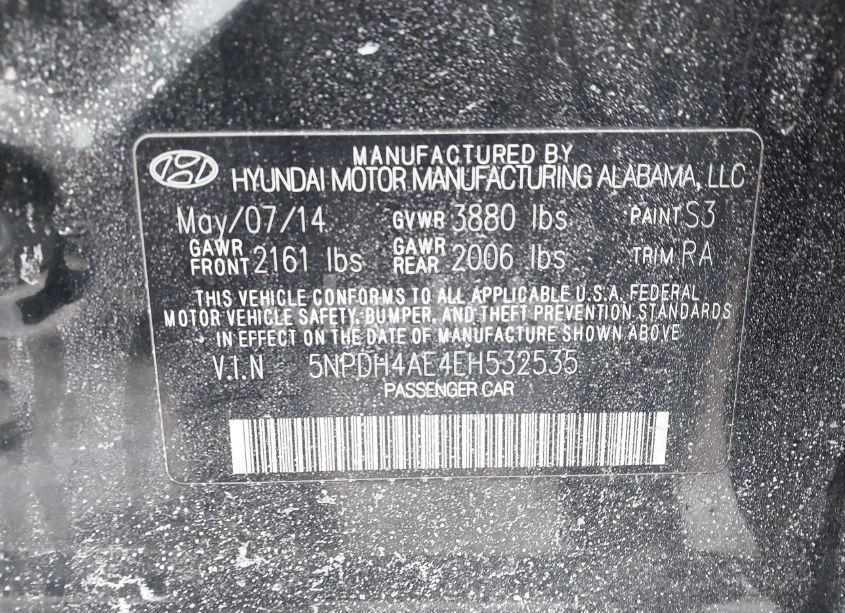 MANUFACTURED BY
HYUNDAI MOTOR MANUFACTURING ALABAMA, LLC
May/07/14 GVWR 3880 lbs PAINT S3
GAWR FRONT 2161 lbs GAWR REAR 2006 lbs TRIM RA
THIS VEHICLE CONFORMS TO ALL APPLICABLE U.S.A. FEDERAL
MOTOR VEHICLE SAFETY, BUMPER, AND THEFT PREVENTION STANDARDS
IN EFFECT ON THE DATE OF MANUFACTURE SHOWN ABOVE
V.I.N 5NPDH4AE4EH532535
PASSENGER CAR